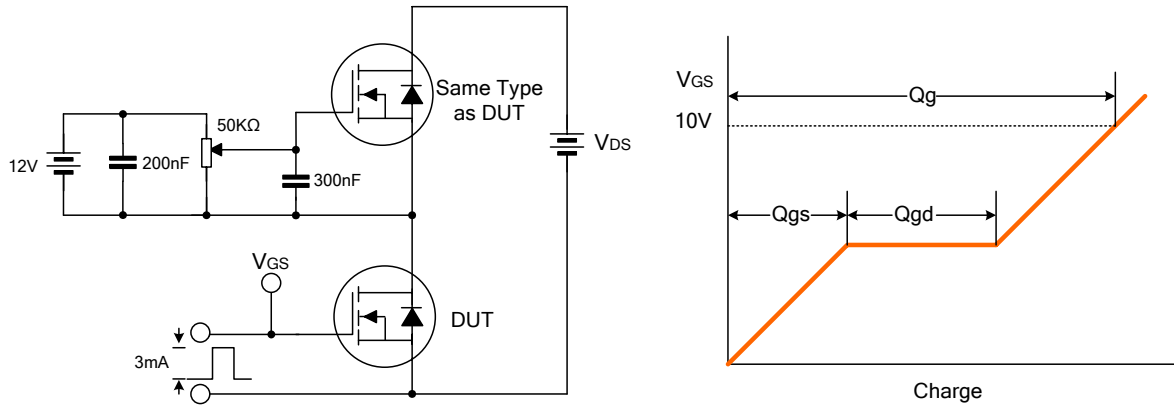 Same Type
as DUT
50KΩ
12V
200nF
300nF
VDS
VGS
DUT
3mA
VGS
Qg
10V
Qgs
Qgd
Charge